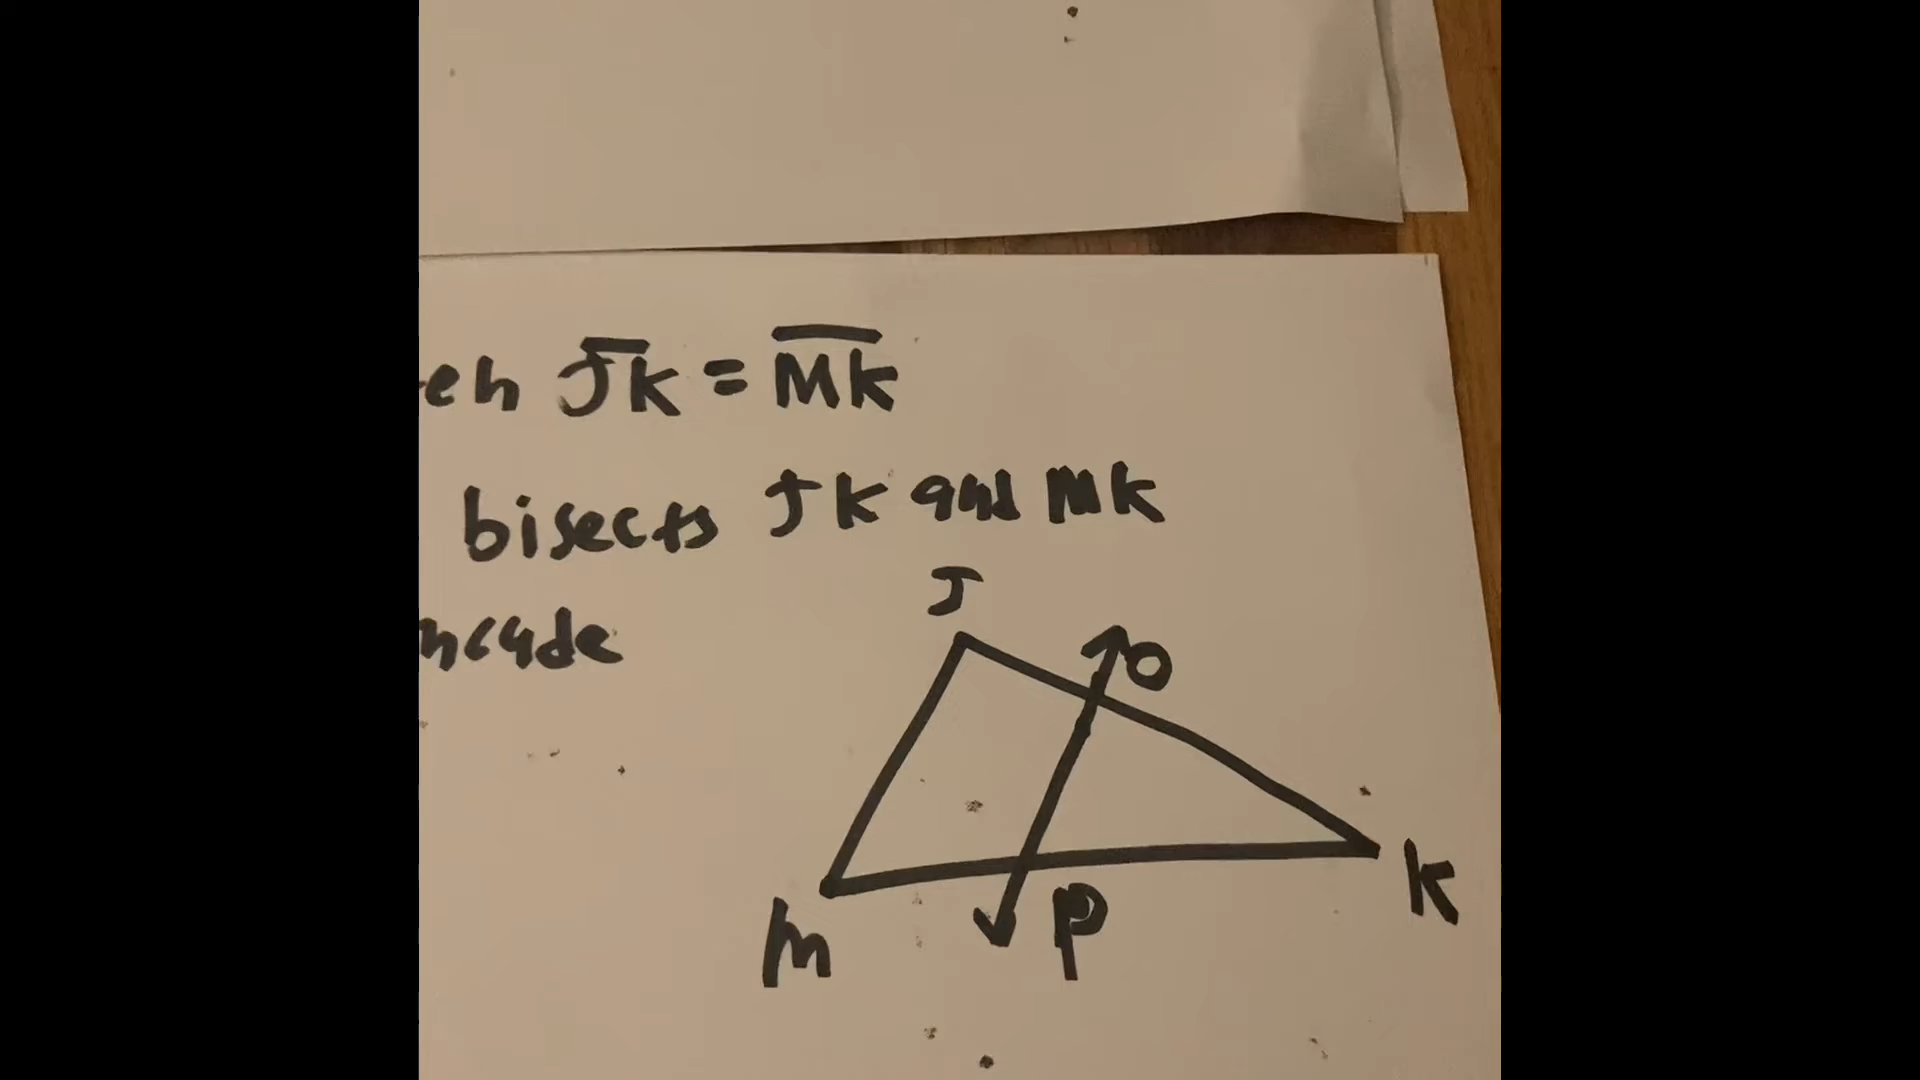 en JK = MK
bisects JK and MK
ncude
J
O
M
P
K